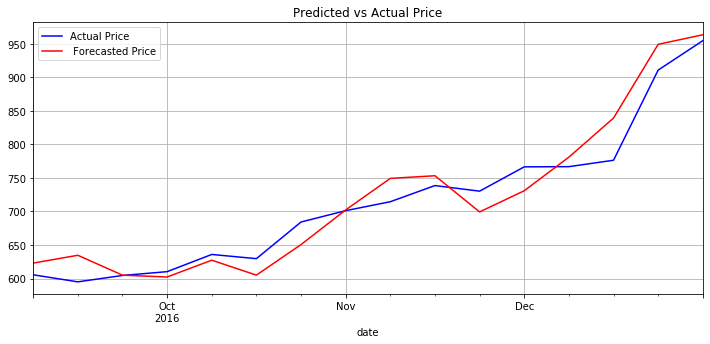 Predicted vs Actual Price
Actual Price
Forecasted Price
950
900
850
800
750
700
650
600
Oct
2016
Nov
Dec
date